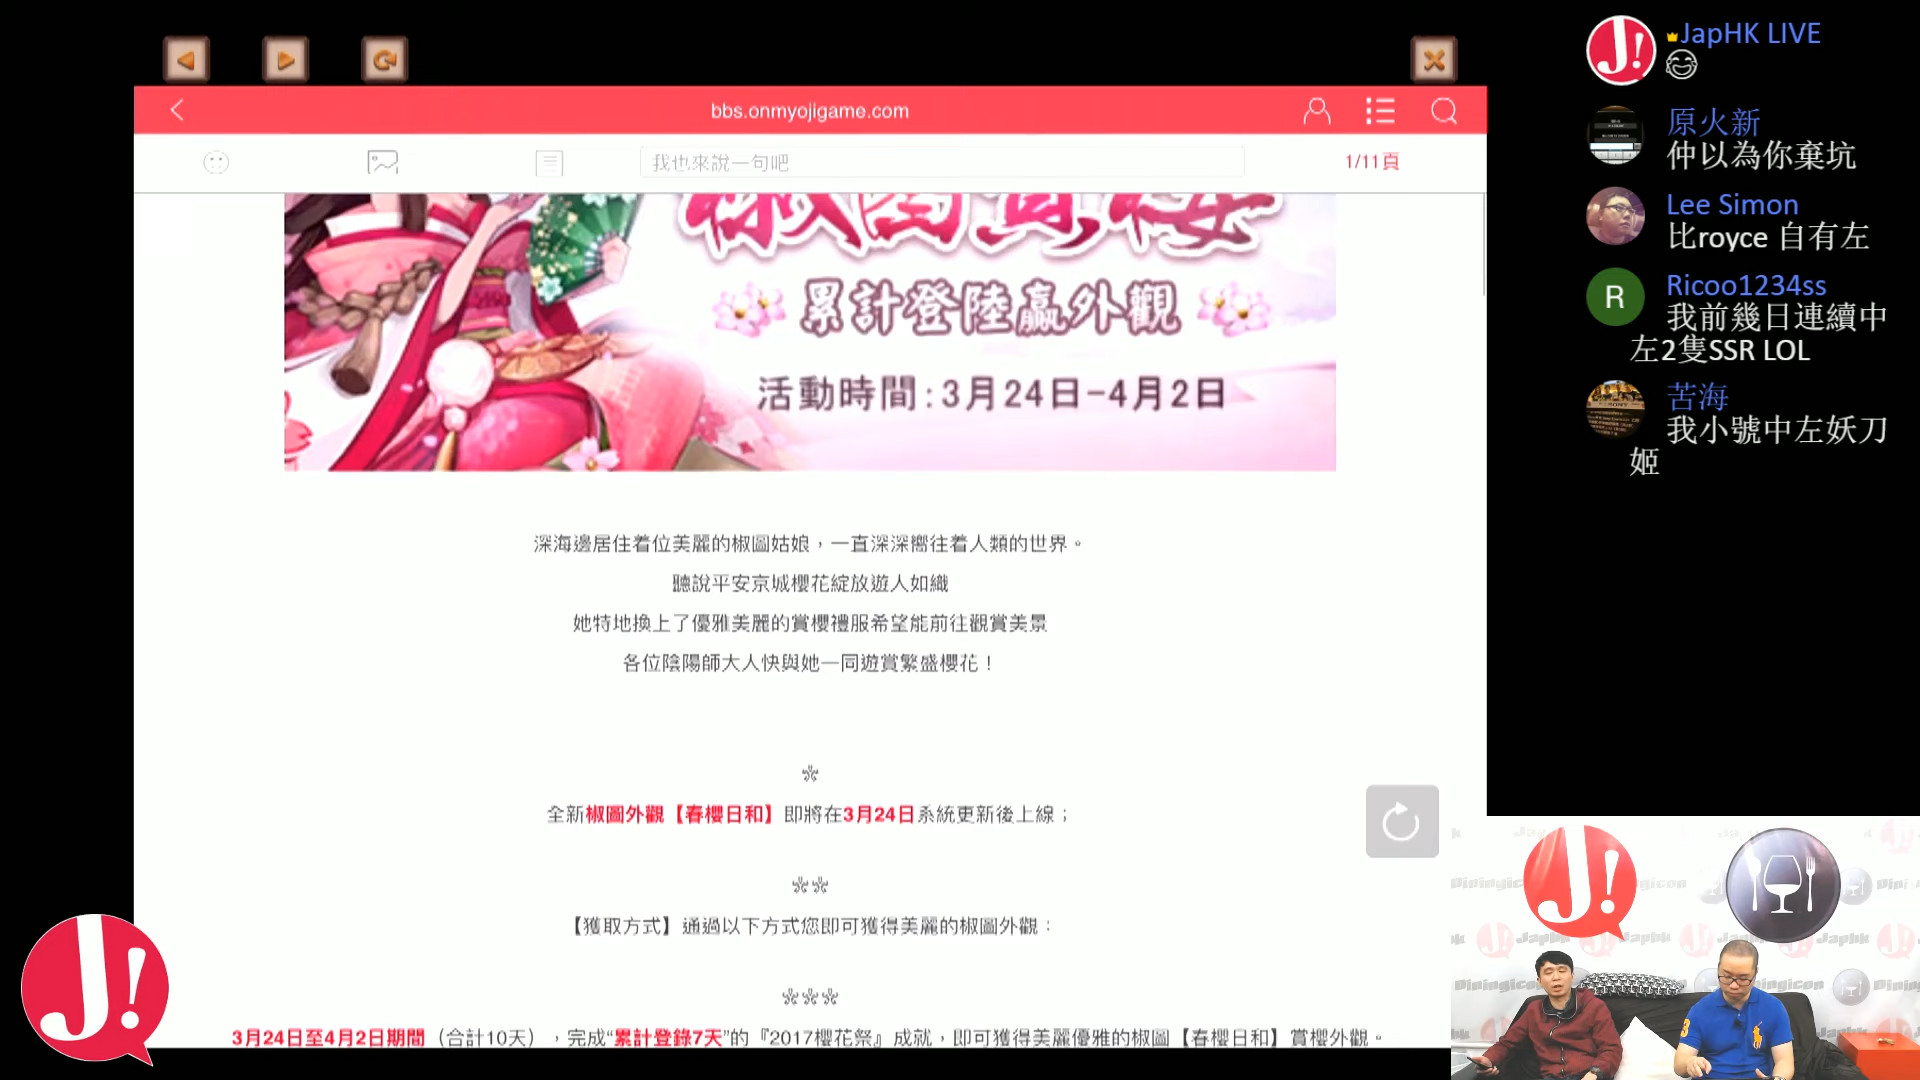 bbs.onmyojigame.com
我也來說一句吧
1/11頁
椒圖賞櫻
累計登陸贏外觀
活動時間:3月24日-4月2日
深海邊居住着位美麗的椒圖姑娘，一直深深嚮往着人類的世界。
聽說平安京城櫻花綻放遊人如織
她特地換上了優雅美麗的賞櫻禮服希望能前往觀賞美景
各位陰陽師大人快與她一同遊賞繁盛櫻花！
全新椒圖外觀【春櫻日和】即將在3月24日系統更新後上線；
【獲取方式】通過以下方式您即可獲得美麗的椒圖外觀：
3月24日至4月2日期間（合計10天），完成“累計登錄7天”的『2017櫻花祭』成就，即可獲得美麗優雅的椒圖【春櫻日和】賞櫻外觀。
JapHK LIVE
原火新
仲以為你棄坑
Lee Simon
比royce 自有左
R
Ricoo1234ss
我前幾日連續中
左2隻SSR LOL
苦海
我小號中左妖刀
姬
J!
J!
J!